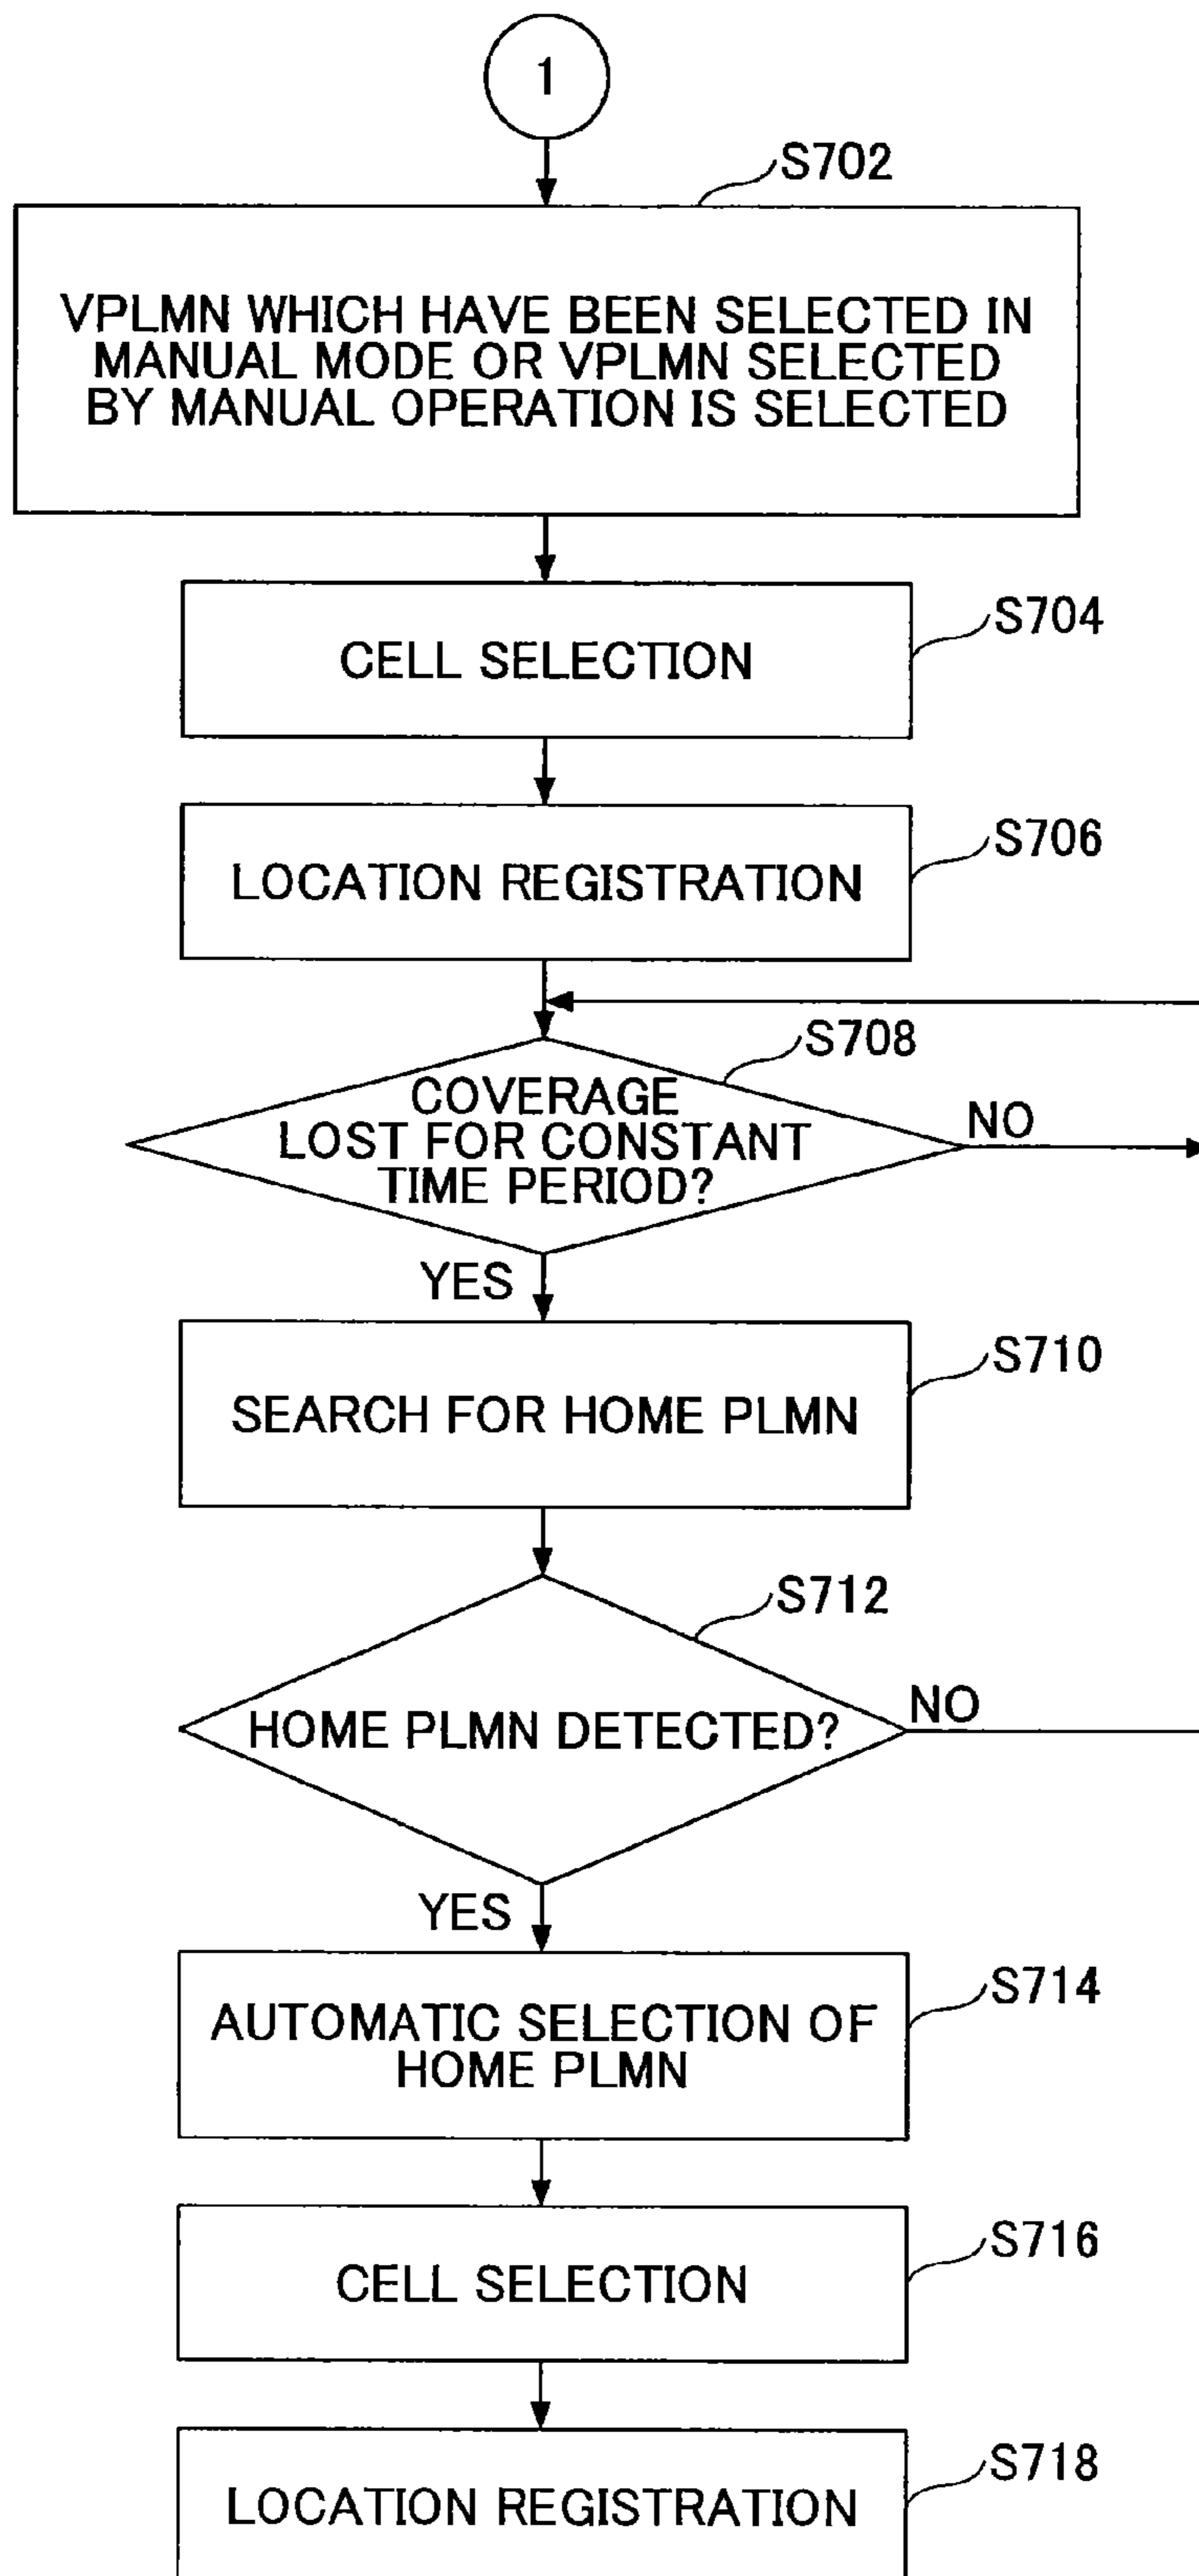 1
S702
VPLMN WHICH HAVE BEEN SELECTED IN
MANUAL MODE OR VPLMN SELECTED
BY MANUAL OPERATION IS SELECTED
S704
CELL SELECTION
S706
LOCATION REGISTRATION
S708
COVERAGE
LOST FOR CONSTANT
TIME PERIOD?
NO
YES
S710
SEARCH FOR HOME PLMN
S712
HOME PLMN DETECTED?
NO
YES
S714
AUTOMATIC SELECTION OF
HOME PLMN
S716
CELL SELECTION
S718
LOCATION REGISTRATION